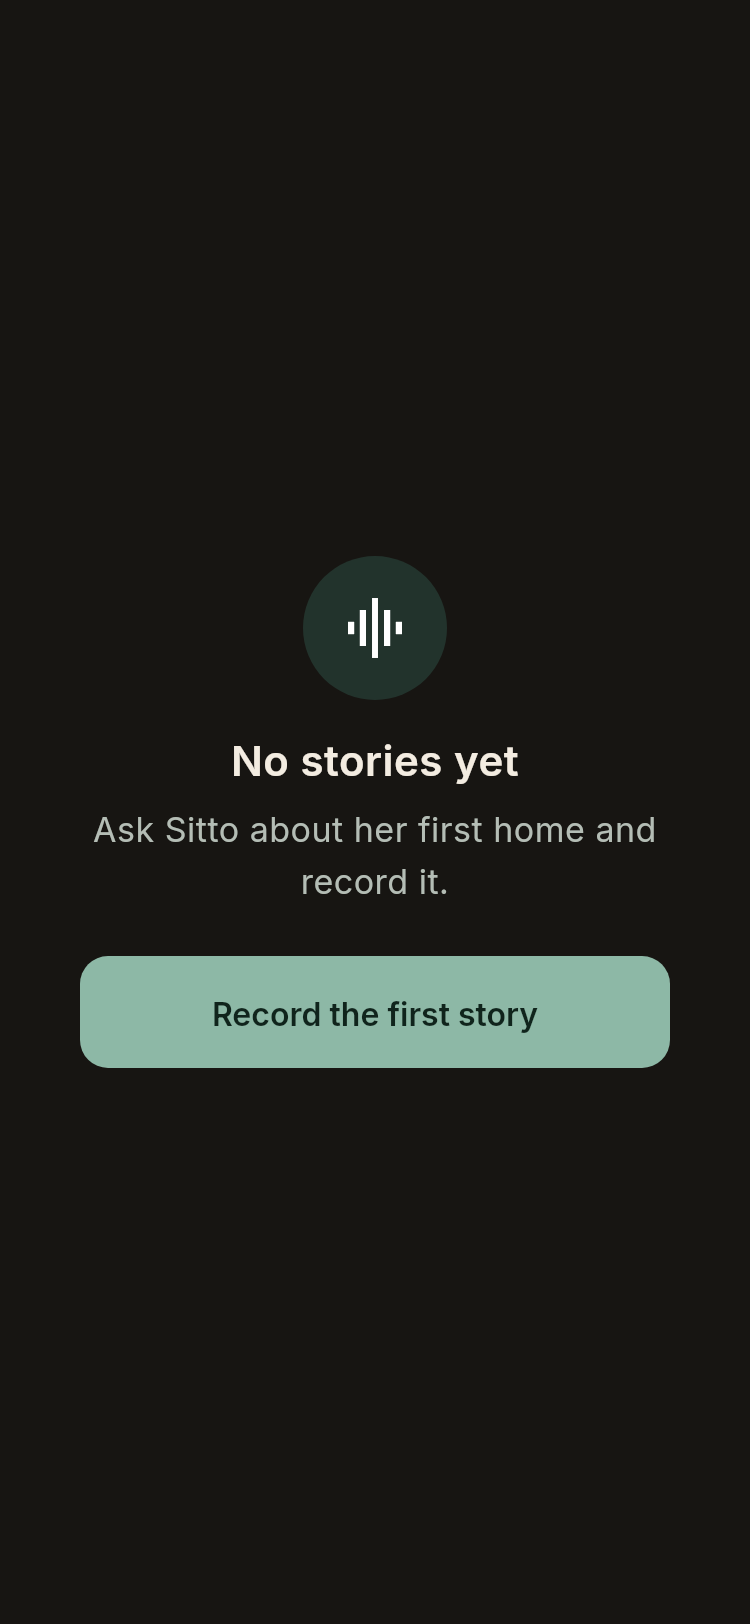 No stories yet
Ask Sitto about her first home and
record it.
Record the first story